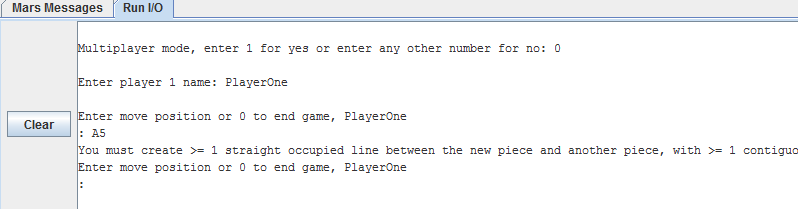 Mars Messages Run I/O
Multiplayer mode, enter 1 for yes or enter any other number for no: 0
Enter player 1 name: PlayerOne
Enter move position or 0 to end game, PlayerOne
: A5
You must create >= 1 straight occupied line between the new piece and another piece, with >= 1 contiguo
Enter move position or 0 to end game, PlayerOne
:
Clear